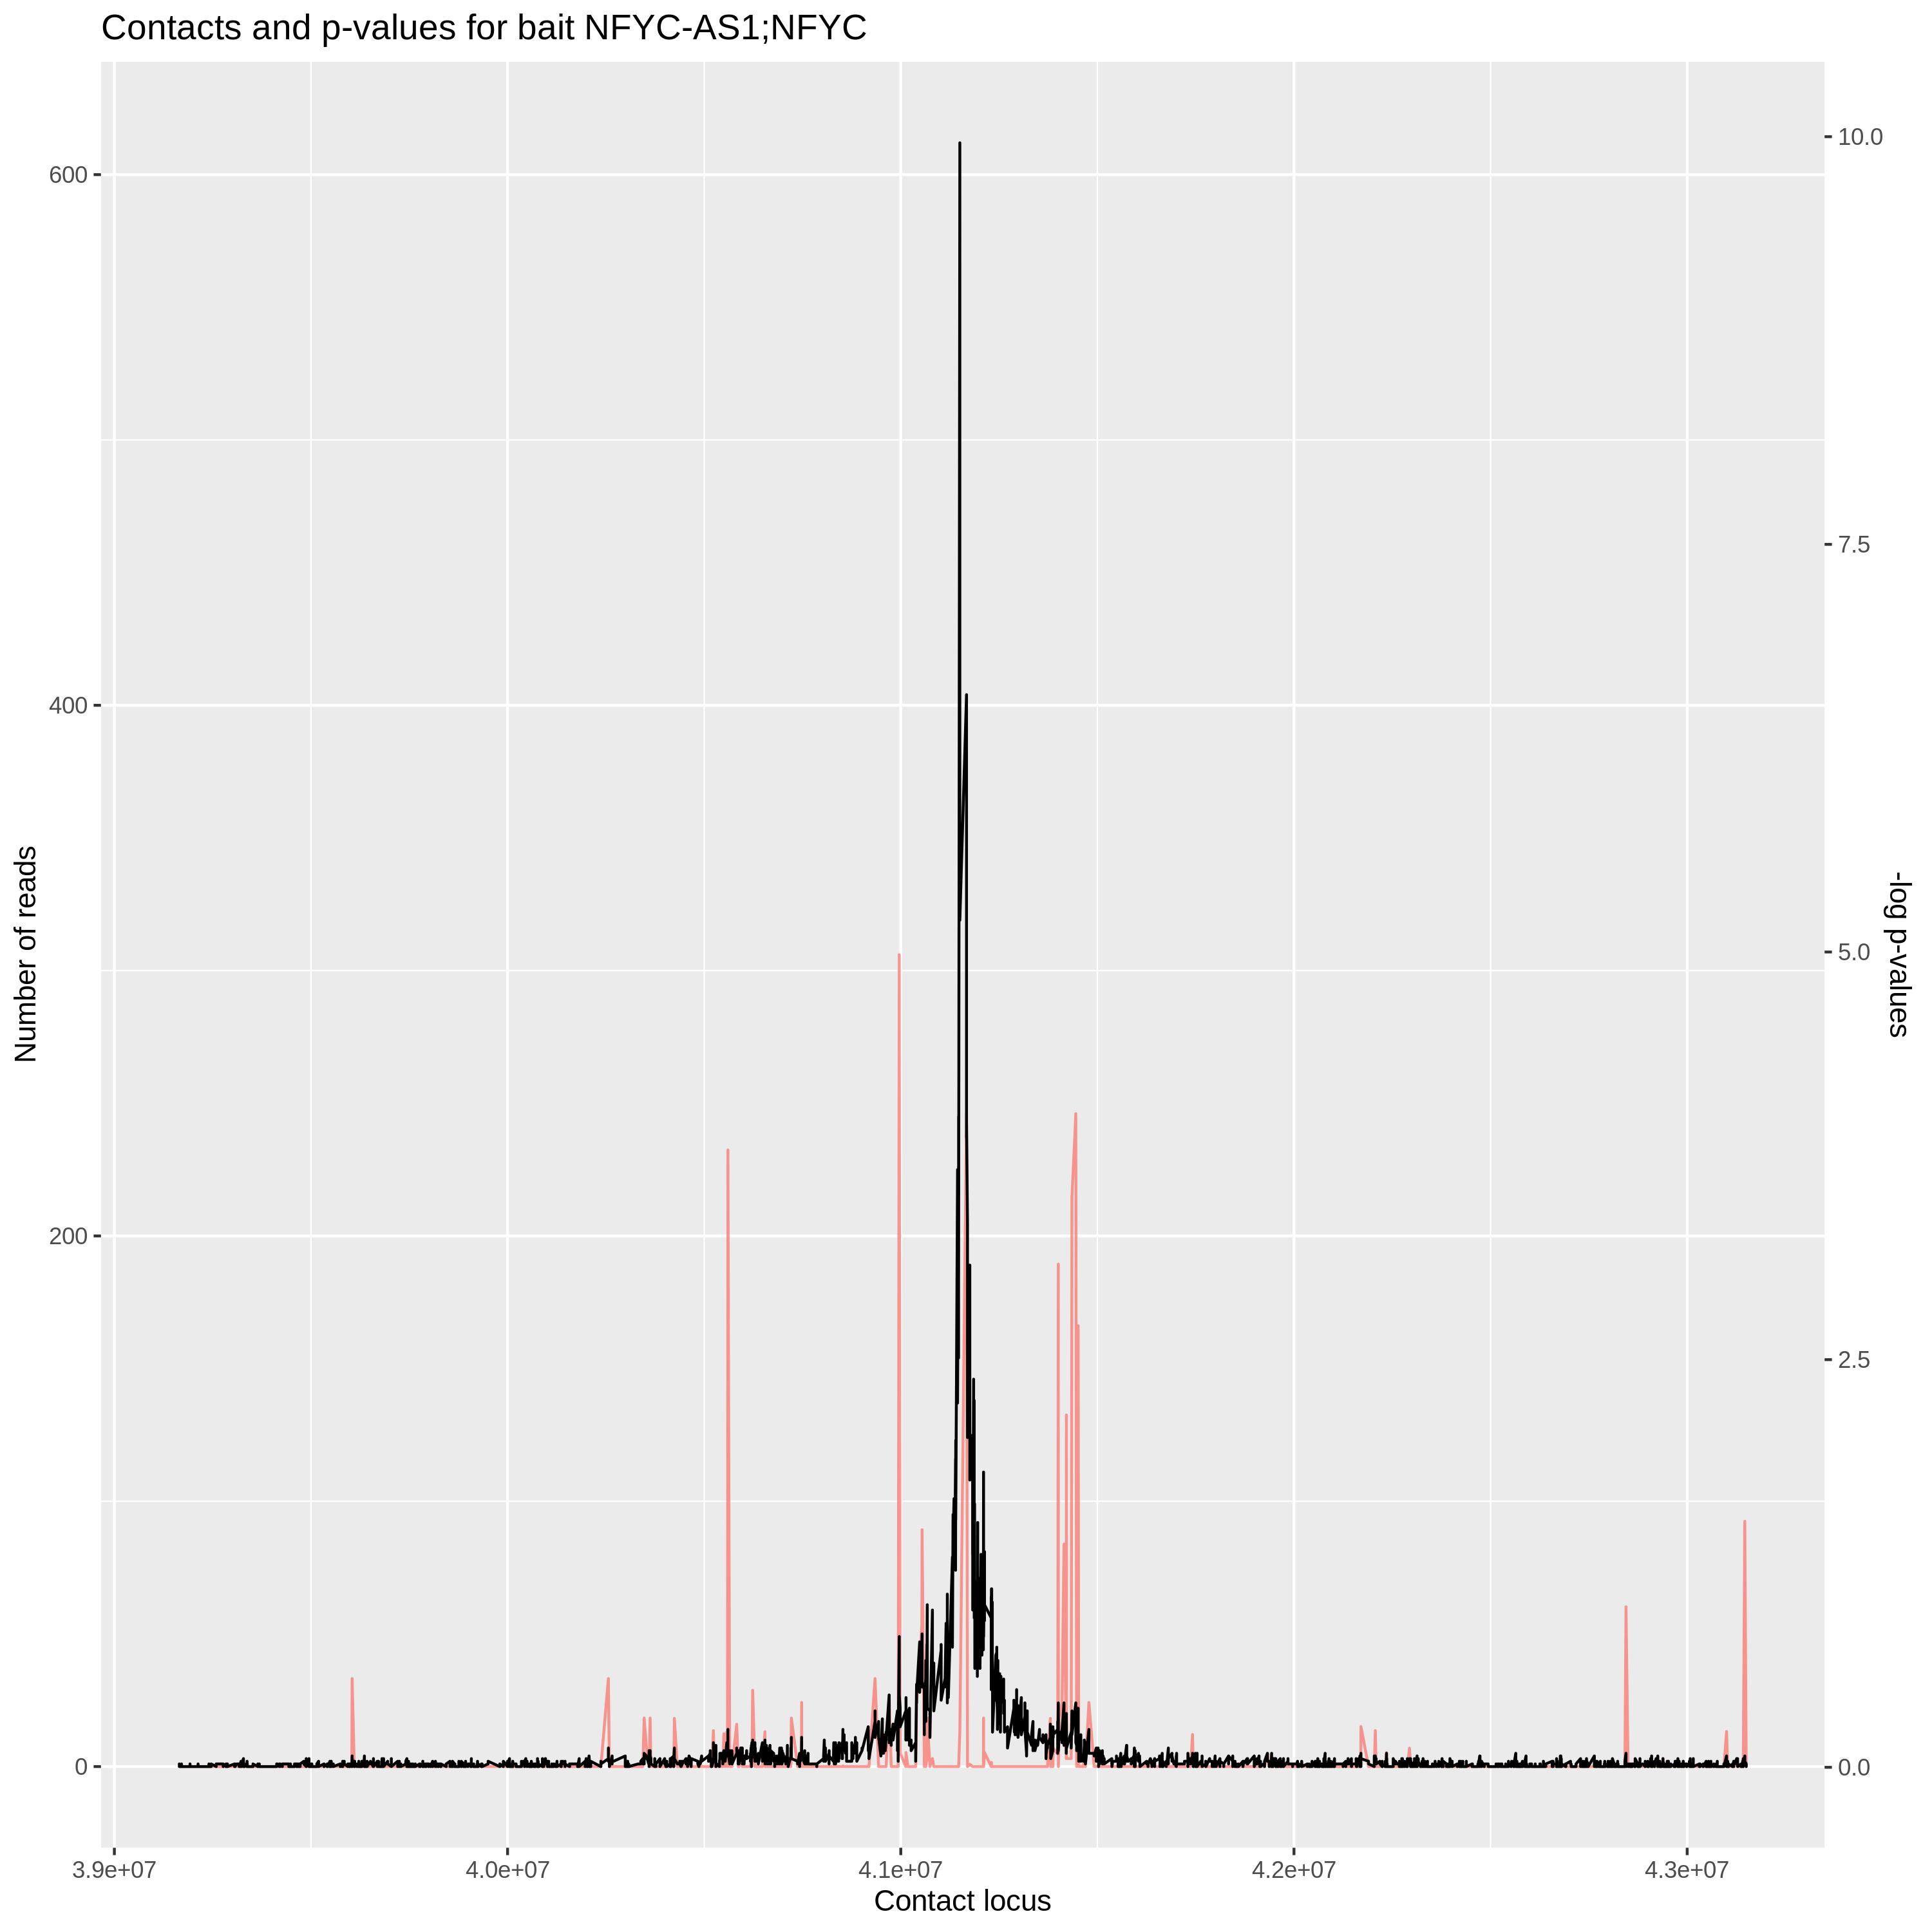 Contacts and p-values for bait NFYC-AS1;NFYC
600
400
200
0
Number of reads
10.0
7.5
5.0
2.5
0.0
-log p-values
3.9e+07
4.0e+07
4.1e+07
4.2e+07
4.3e+07
Contact locus